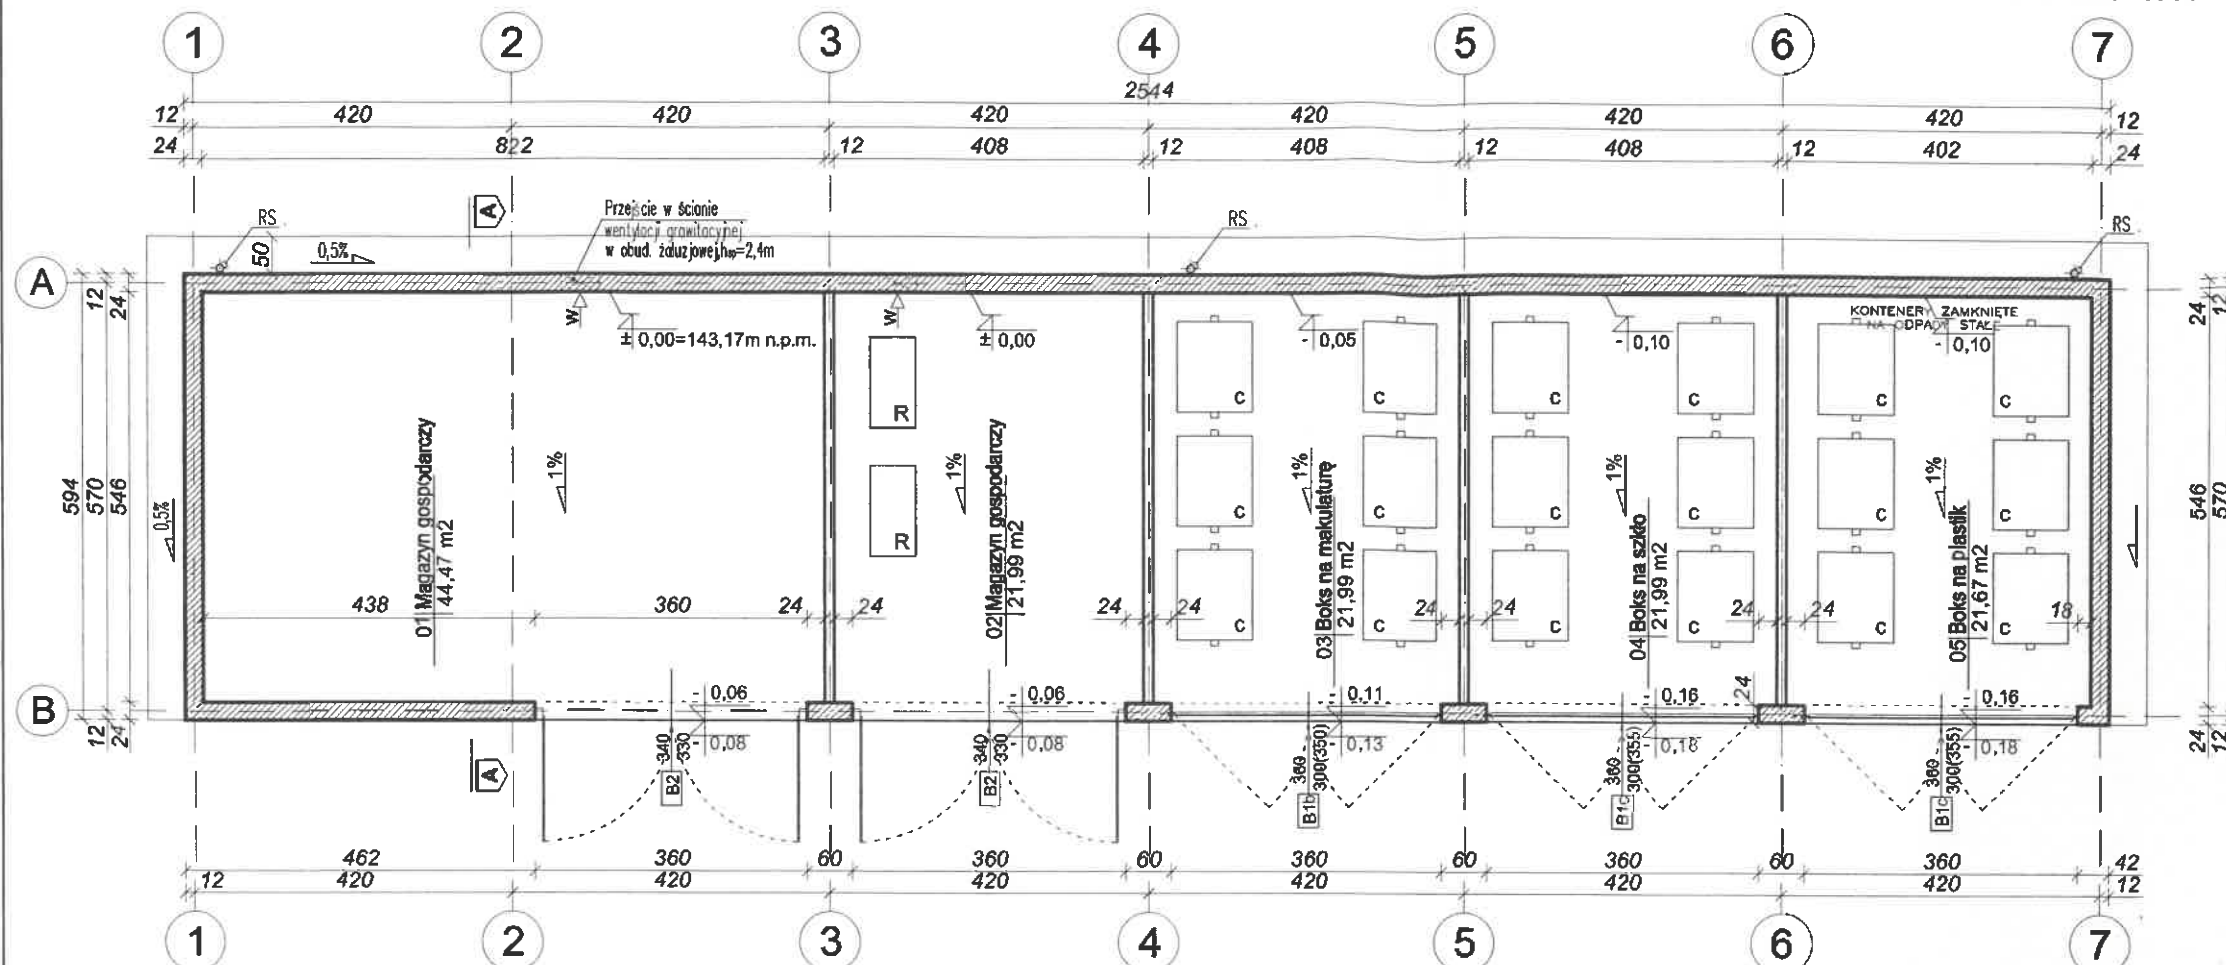 1 2 3 4 5 6 7
2544
12 420 420 420 420 420 420 12
24 822 12 408 12 408 12 408 12 402 24
RS
50
0,5%
A
Przejście w ścianie
wentylacji grawitacyjnej
w obud. żaluzjowej,
=2,4m
RS
RS
A
12
24
594
570
546
12
24
0,5%
W
± 0,00=143,17m n.p.m.
W
± 0,00
- 0,05
- 0,10
KONTENERY ZAMKNIĘTE
NA ODPADY STAŁE
- 0,10
24
12
546
570
24
12
R
R
C C C C C C
C C C C C C
C C C C C C
01 Magazyn gospodarczy
44,47 m2
1%
02 Magazyn gospodarczy
21,99 m2
1%
03 Boks na makulaturę
21,99 m2
1%
04 Boks na szkło
21,99 m2
1%
05 Boks na plastik
21,67 m2
1%
438 360 24 24 24 24 24 24 24 24 18
24
B
- 0,06
- 0,08
- 0,06
- 0,08
- 0,11
- 0,13
- 0,16
- 0,18
- 0,16
- 0,18
A
340
330
B2
340
330
B2
360
300(350)
B1b
360
300(355)
B1c
360
300(355)
B1c
462 360 60 360 60 360 60 360 60 360 42
12 420 420 420 420 420 420 12
1 2 3 4 5 6 7